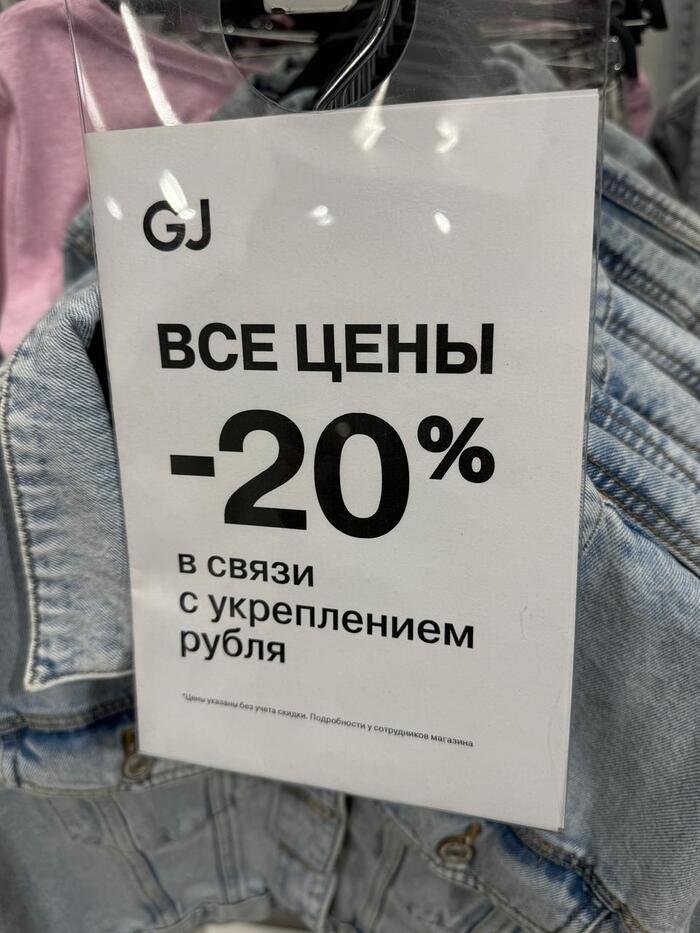 GJ
ВСЕ ЦЕНЫ
-20%
в связи
с укреплением
рубля
*Цены указаны без учета скидки. Подробности у сотрудников магазина